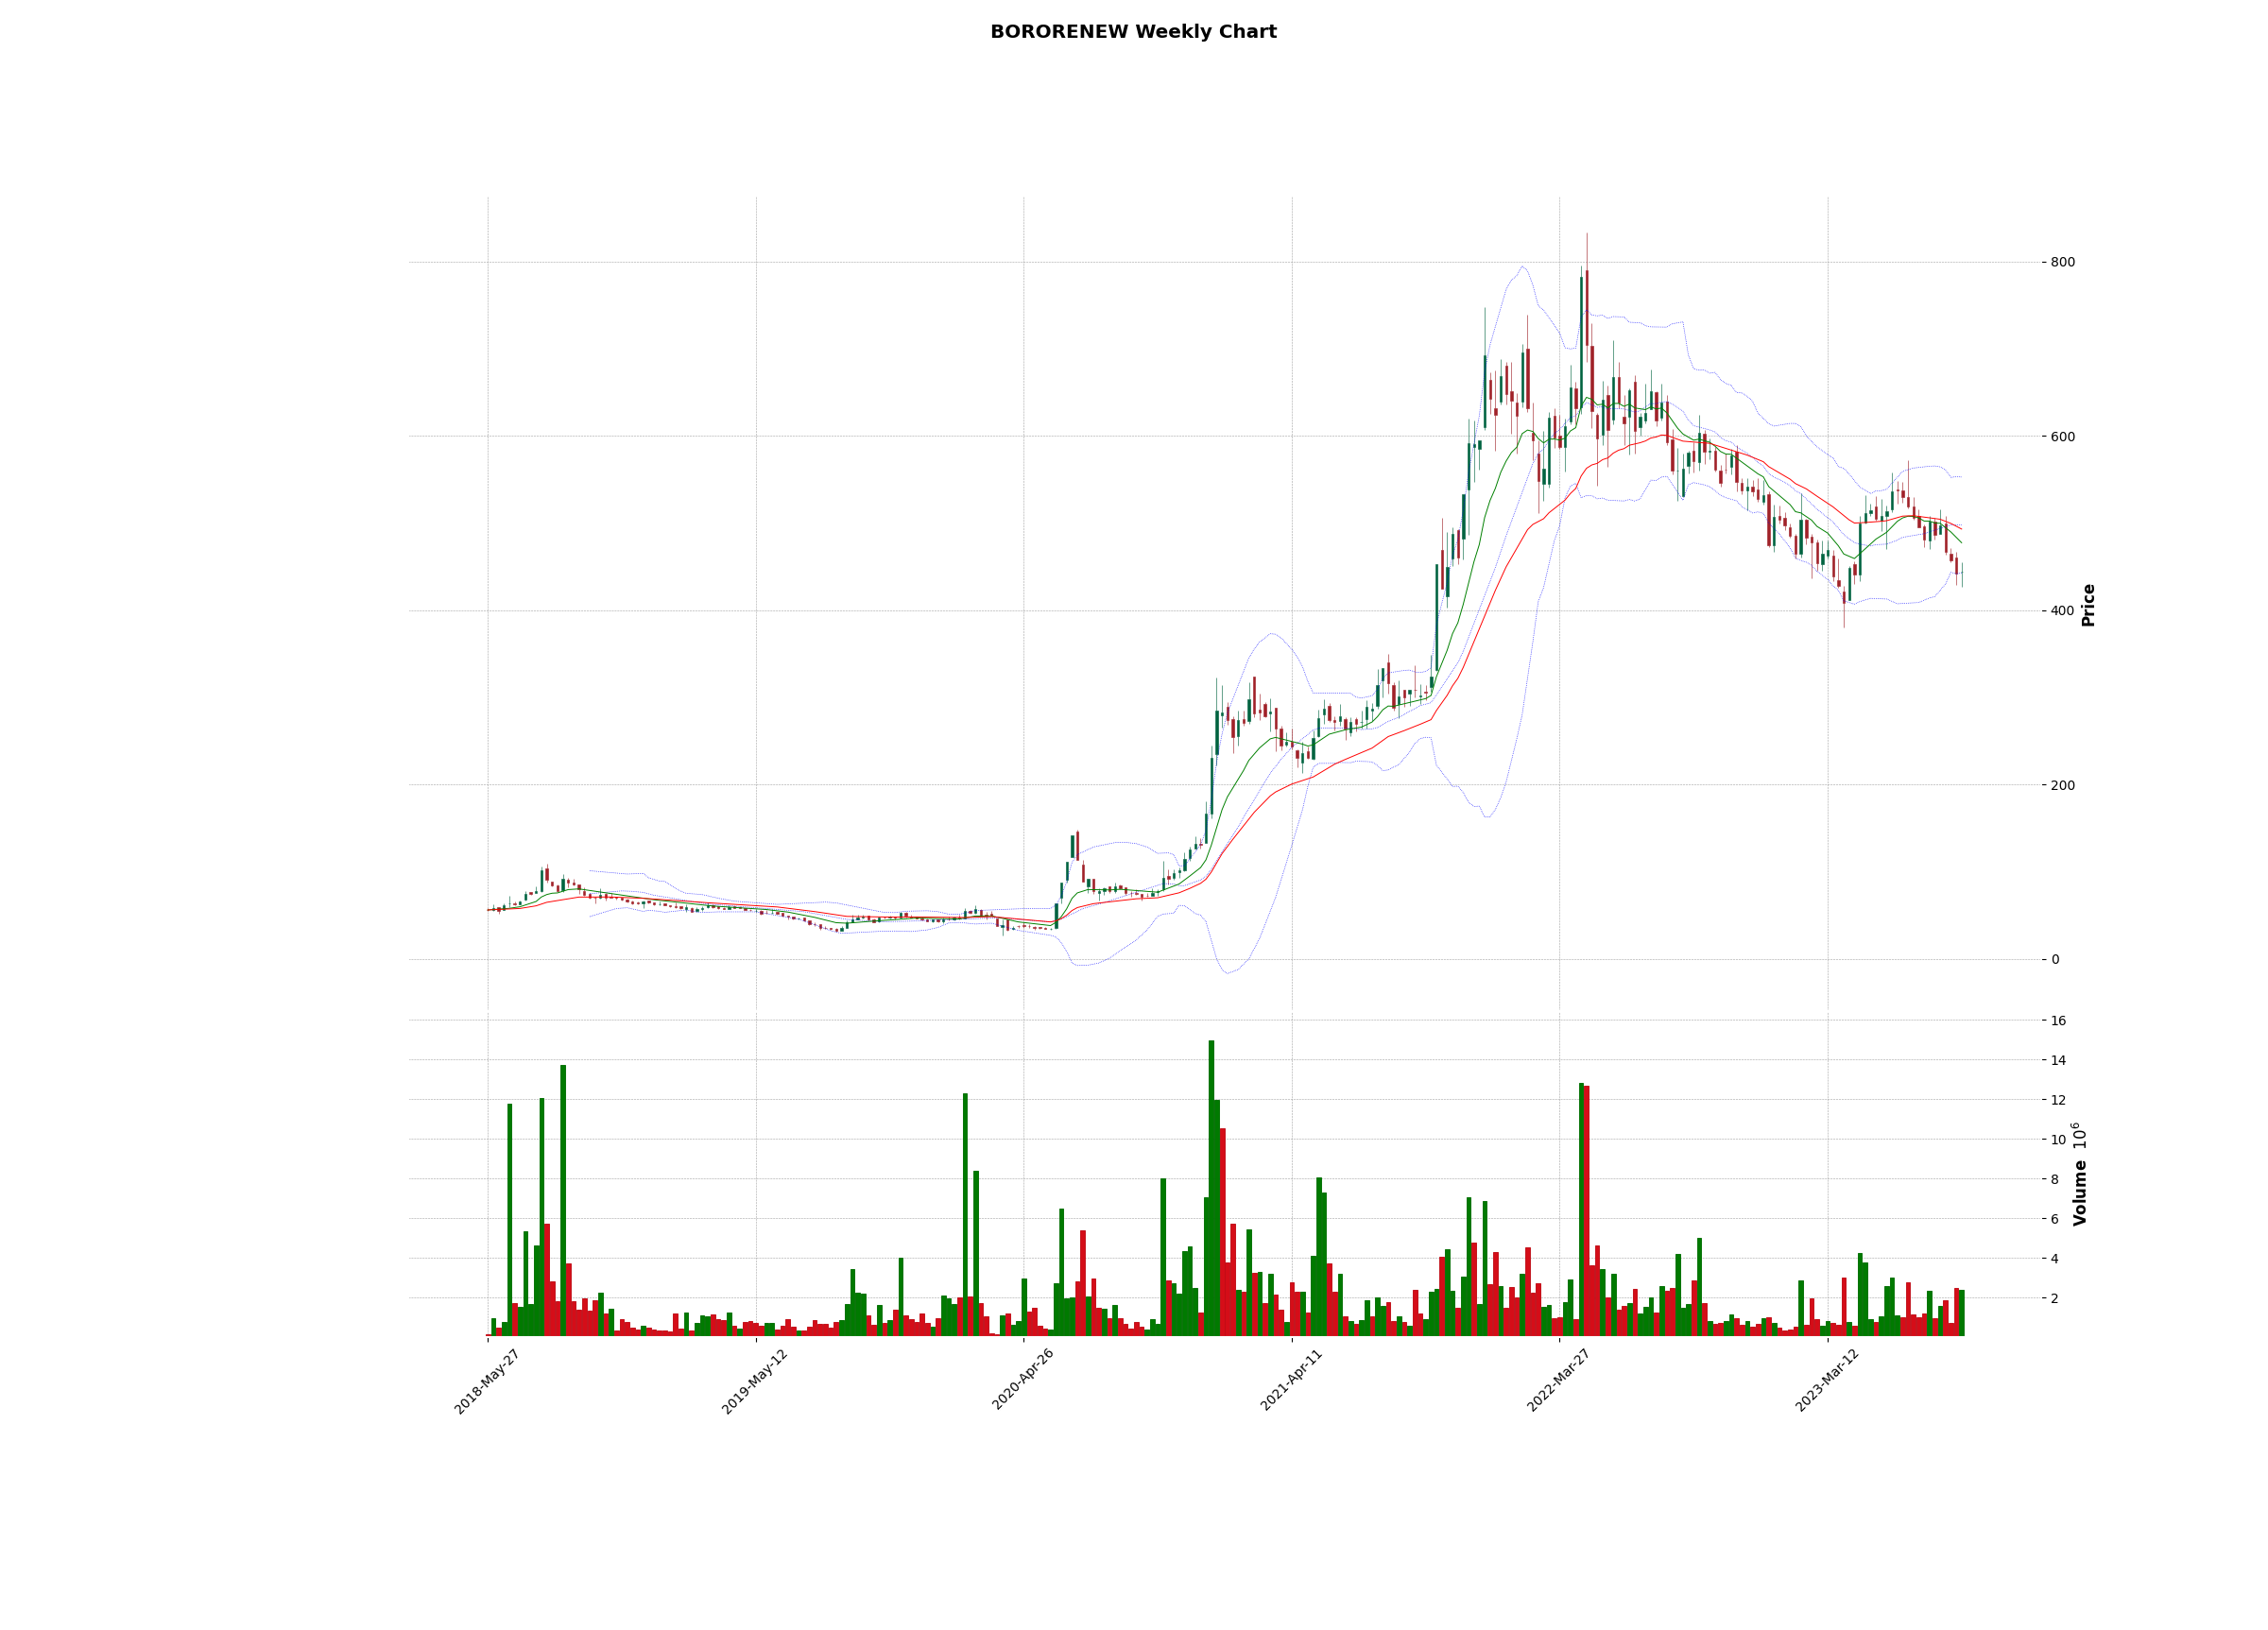 BORORENEW Weekly Chart
800
600
400
200
0
Price
16
14
12
10
8
6
4
2
Volume 10^6
2018-May-27
2019-May-12
2020-Apr-26
2021-Apr-11
2022-Mar-27
2023-Mar-12